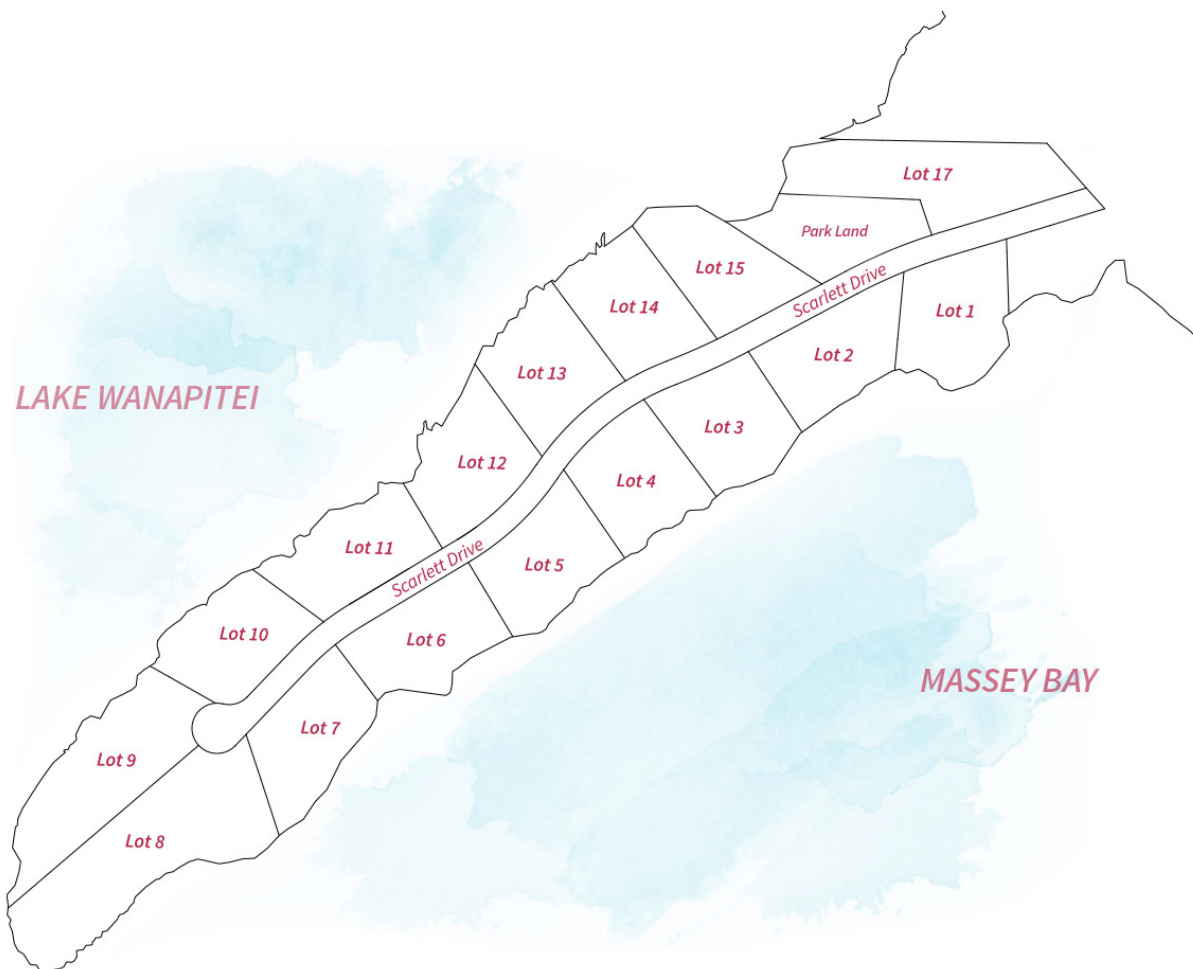 Lot 17
Park Land
Lot 15
Scarlett Drive
Lot 14
Lot 1
Lot 2
Lot 13
LAKE WANAPITEI
Lot 3
Lot 12
Lot 4
Lot 11
Scarlett Drive
Lot 5
Lot 10
Lot 6
MASSEY BAY
Lot 7
Lot 9
Lot 8